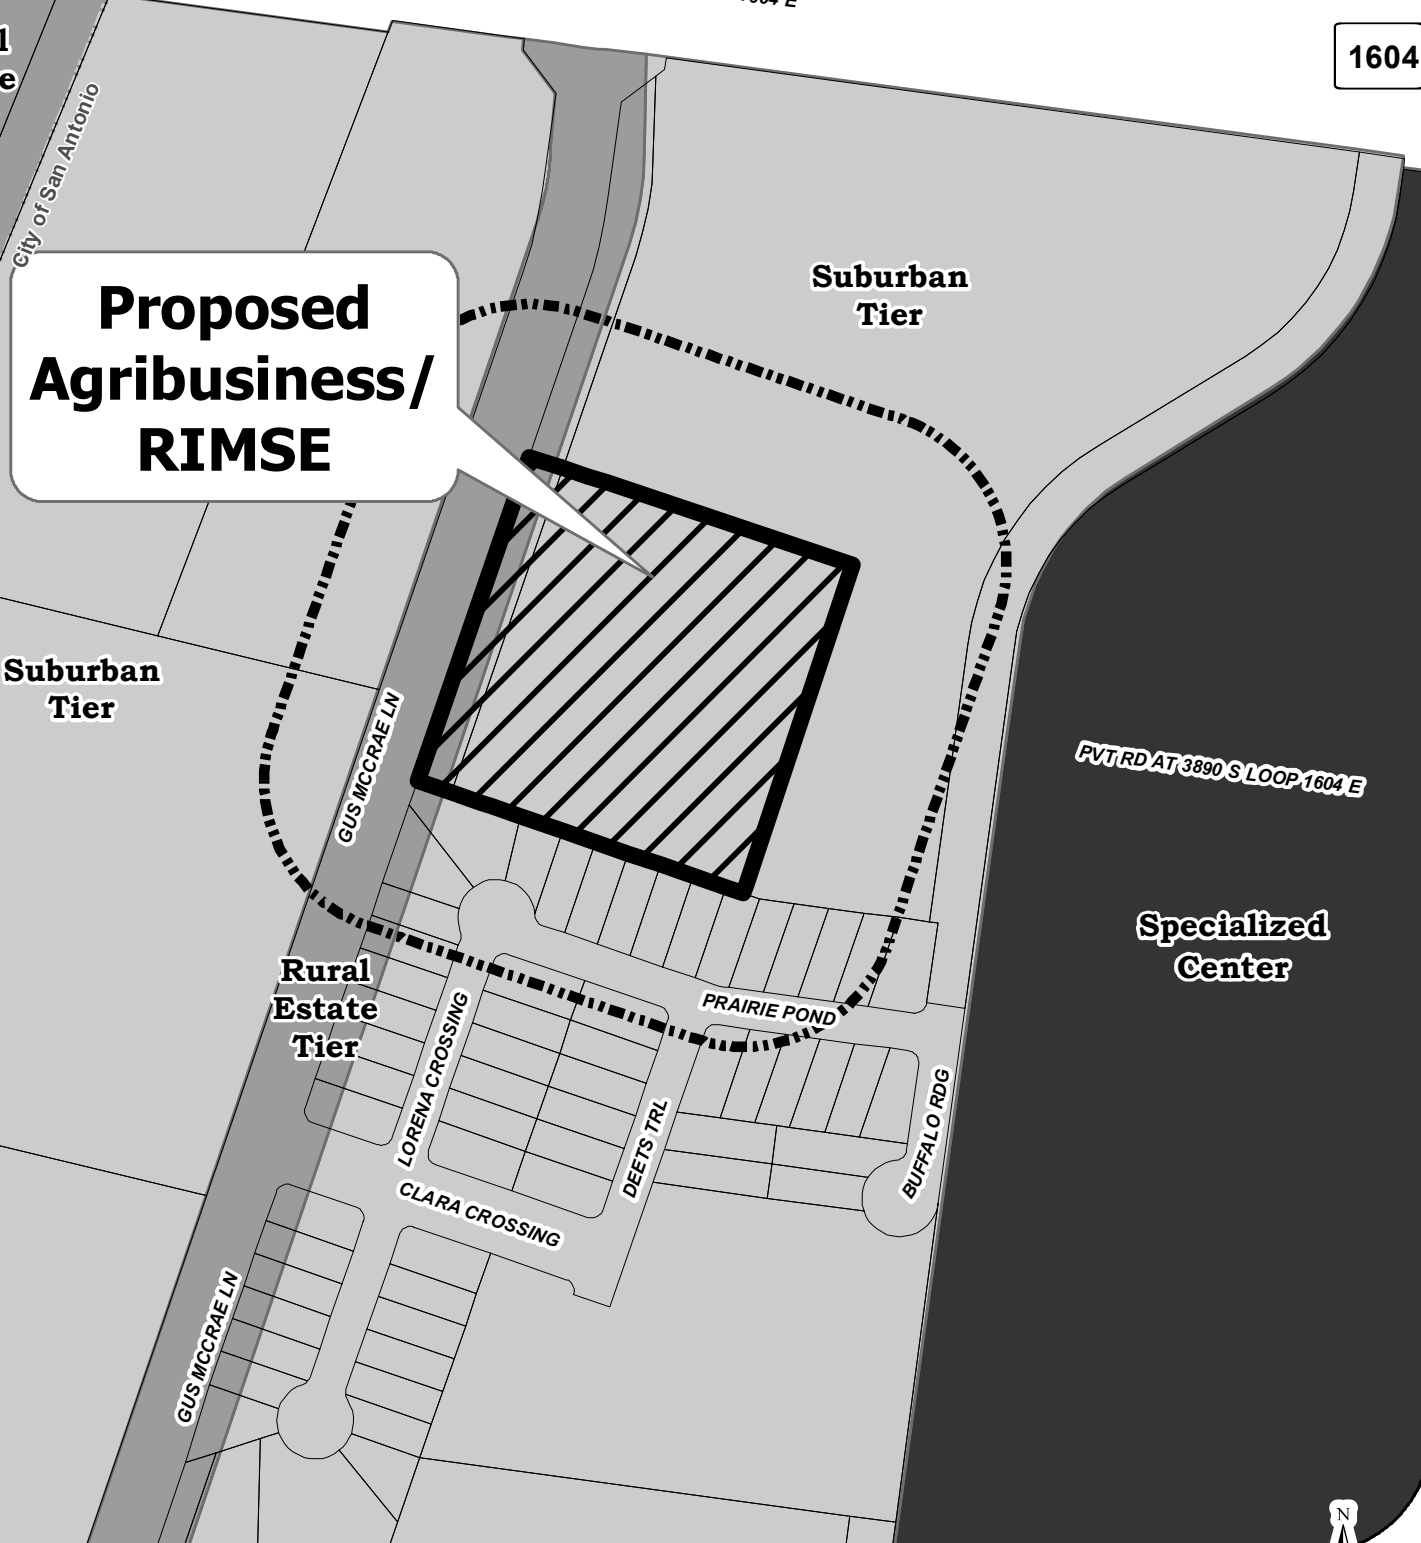 1604 E
1604
City of San Antonio
Proposed
Agribusiness/
RIMSE
Suburban
Tier
Suburban
Tier
GUS MCCRAE LN
PVT RD AT 3890 S LOOP 1604 E
Specialized
Center
Rural
Estate
Tier
PRAIRIE POND
LORENA CROSSING
DEETS TRL
BUFFALO RDG
CLARA CROSSING
GUS MCCRAE LN
N